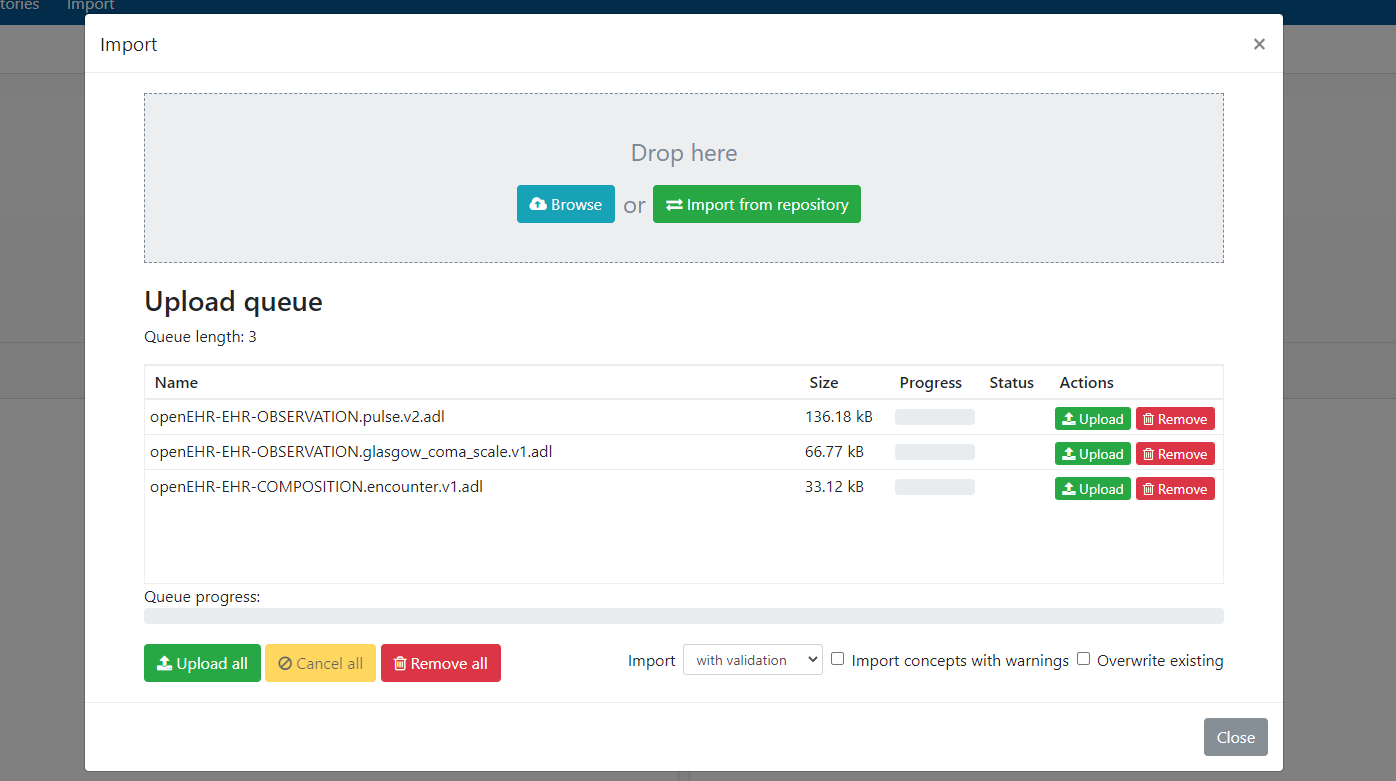 tories Import
Import ×
Drop here
Browse or Import from repository
Upload queue
Queue length: 3
Name Size Progress Status Actions
openEHR-EHR-OBSERVATION.pulse.v2.adl 136.18 kB Upload Remove
openEHR-EHR-OBSERVATION.glasgow_coma_scale.v1.adl 66.77 kB Upload Remove
openEHR-EHR-COMPOSITION.encounter.v1.adl 33.12 kB Upload Remove
Queue progress:
Upload all Cancel all Remove all Import with validation Import concepts with warnings Overwrite existing
Close